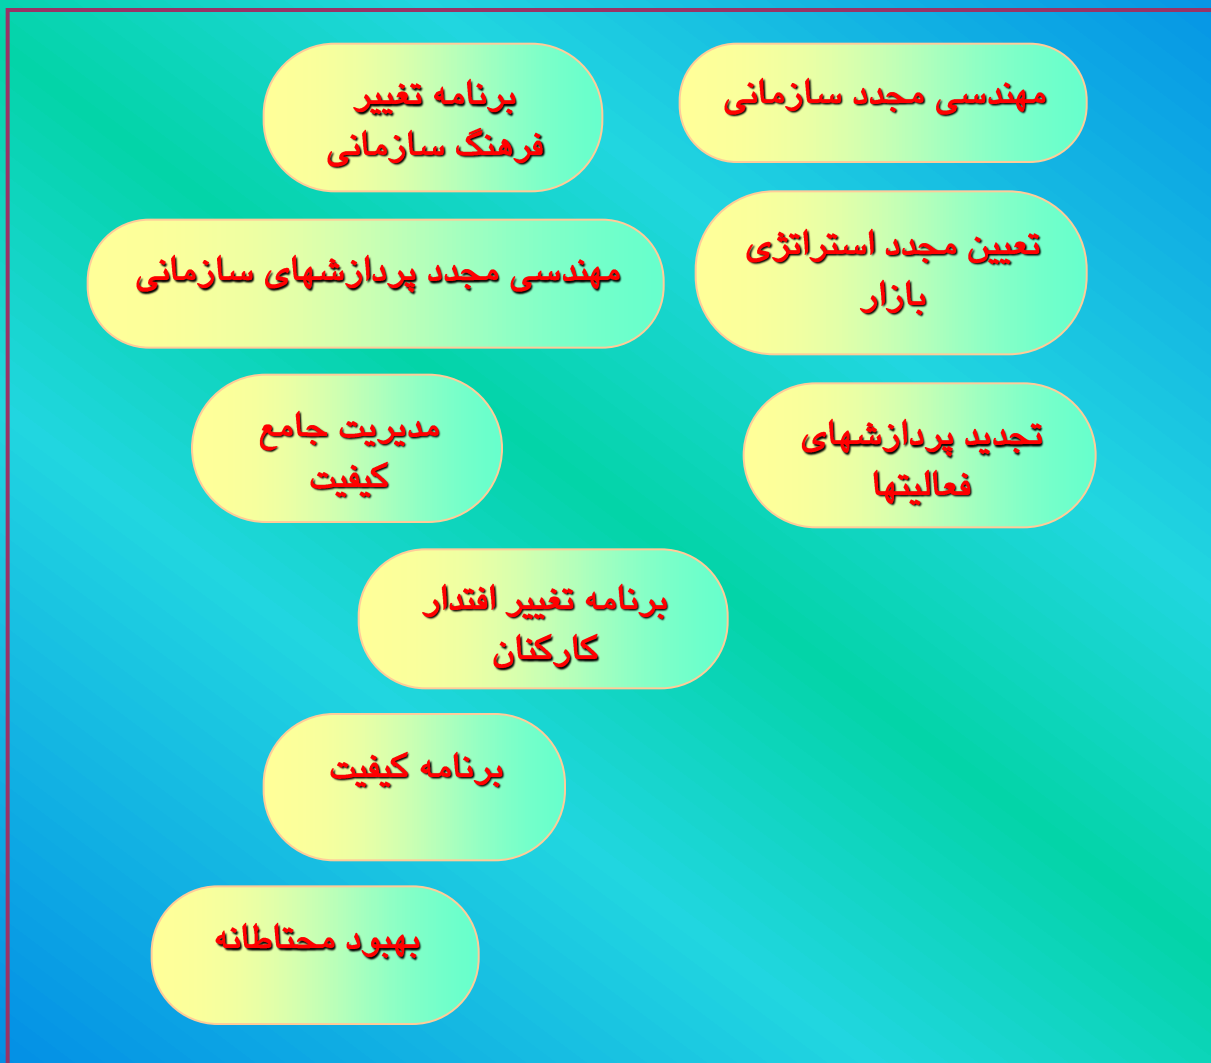 مهندسی مجدد سازمانی
برنامه تغییر
فرهنگ سازمانی
تعیین مجدد استراتژی
بازار
مهندسی مجدد پردازشهای سازمانی
تجدید پردازشهای
فعالیتها
مدیریت جامع
کیفیت
برنامه تغییر افتدار
کارکنان
برنامه کیفیت
بهبود محتاطانه